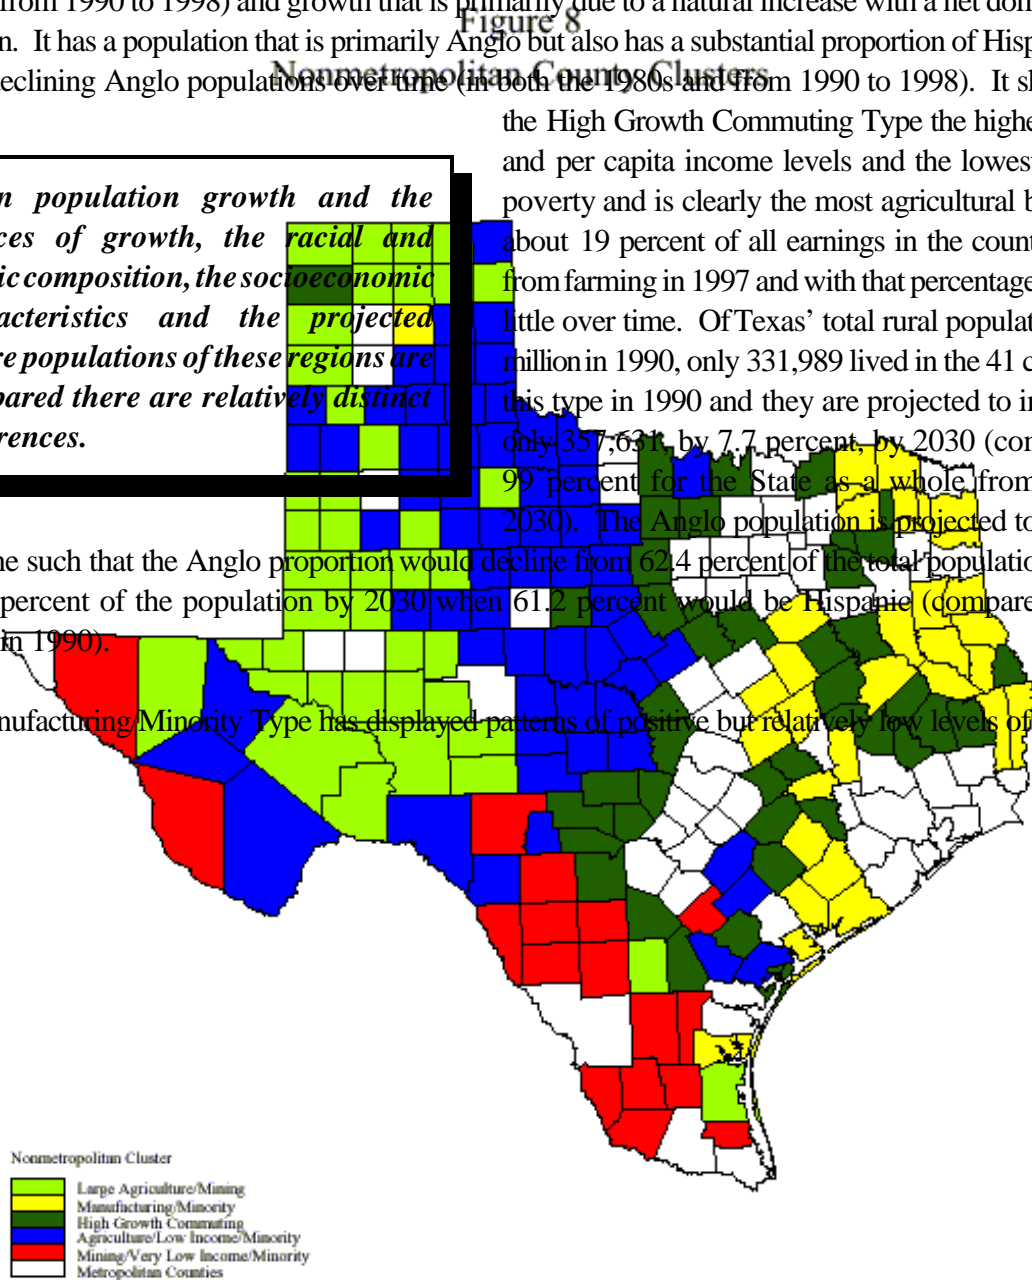 from 1990 to 1998) and growth that is primarily due to a natural increase with a net dom
Figure 8
n. It has a population that is primarily Anglo but also has a substantial proportion of Hisp
Nonmetropolitan County Clusters
eclining Anglo populations over time (in both the 1980s and from 1990 to 1998). It sh
the High Growth Commuting Type the highe
and per capita income levels and the lowest
poverty and is clearly the most agricultural b
about 19 percent of all earnings in the count
from farming in 1997 and with that percentage
little over time. Of Texas' total rural populat
million in 1990, only 331,989 lived in the 41 c
this type in 1990 and they are projected to in
only 357,631, by 7.7 percent, by 2030 (com
99 percent for the State as a whole from
2030). The Anglo population is projected to
n population growth and the
ces of growth, the racial and
ic composition, the socioeconomic
acteristics and the projected
re populations of these regions are
pared there are relatively distinct
rences.
ne such that the Anglo proportion would decline from 62.4 percent of the total populatio
percent of the population by 2030 when 61.2 percent would be Hispanic (compare
in 1990).
nufacturing/Minority Type has displayed patterns of positive but relatively low levels of
Nonmetropolitan Cluster
Large Agriculture/Mining
Manufacturing/Minority
High Growth Commuting
Agriculture/Low Income/Minority
Mining/Very Low Income/Minority
Metropolitan Counties